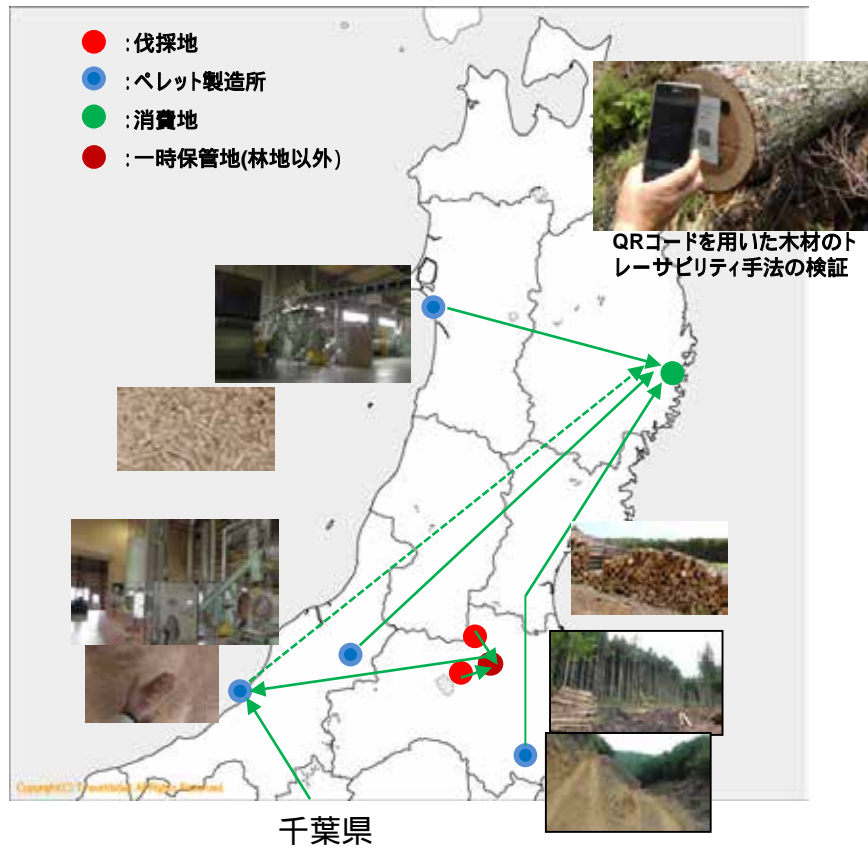 :伐採地
:ペレット製造所
:消費地
:一時保管地(林地以外)
QRコードを用いた木材のト
レーサビリティ手法の検証
千葉県